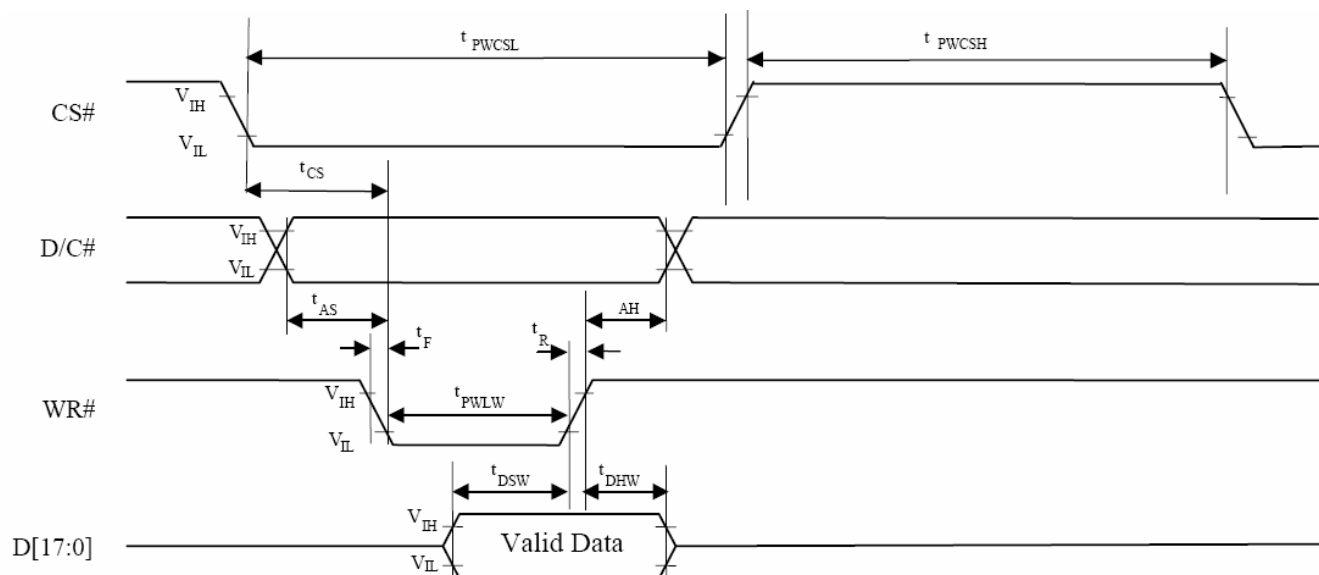 t PWCSL
t PWCSH
CS#
VIH
VIL
tCS
D/C#
VIH
VIL
tAS
tF
tR
AH
WR#
VIH
VIL
tPWLW
tDSW
tDHW
D[17:0]
VIH
VIL
Valid Data